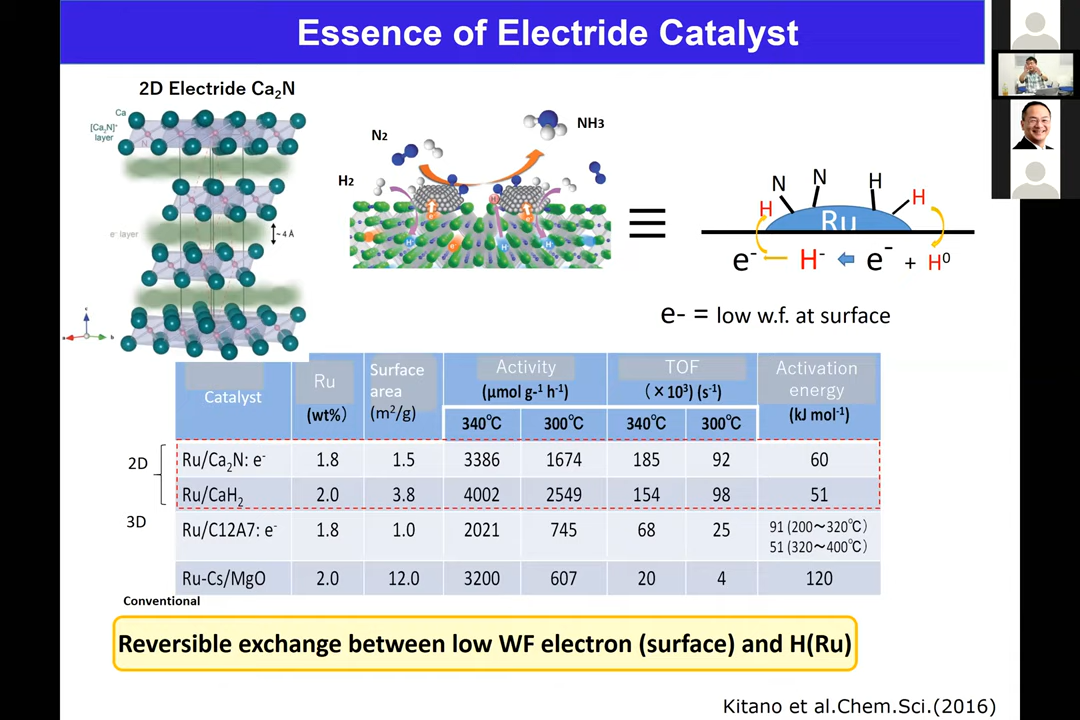 Essence of Electride Catalyst
2D Electride Ca₂N
Ca
[Ca₂N]⁺
layer
N
e⁻ layer
~ 4 Å
c
a
b
N2
NH3
H2
H
e
H
H
H
≡
N N H H
H
Ru
e⁻ H⁻ e⁻ + H⁰
e- = low w.f. at surface
Catalyst Ru (wt%) Surface area (m²/g) Activity (μmol g⁻¹ h⁻¹) TOF (×10³) (s⁻¹) Activation energy (kJ mol⁻¹)
340℃ 300℃ 340℃ 300℃
2D
Ru/Ca₂N: e⁻ 1.8 1.5 3386 1674 185 92 60
Ru/CaH₂ 2.0 3.8 4002 2549 154 98 51
3D
Ru/C12A7: e⁻ 1.8 1.0 2021 745 68 25 91 (200～320℃)
51 (320～400℃)
Ru-Cs/MgO 2.0 12.0 3200 607 20 4 120
Conventional
Reversible exchange between low WF electron (surface) and H(Ru)
Kitano et al.Chem.Sci.(2016)